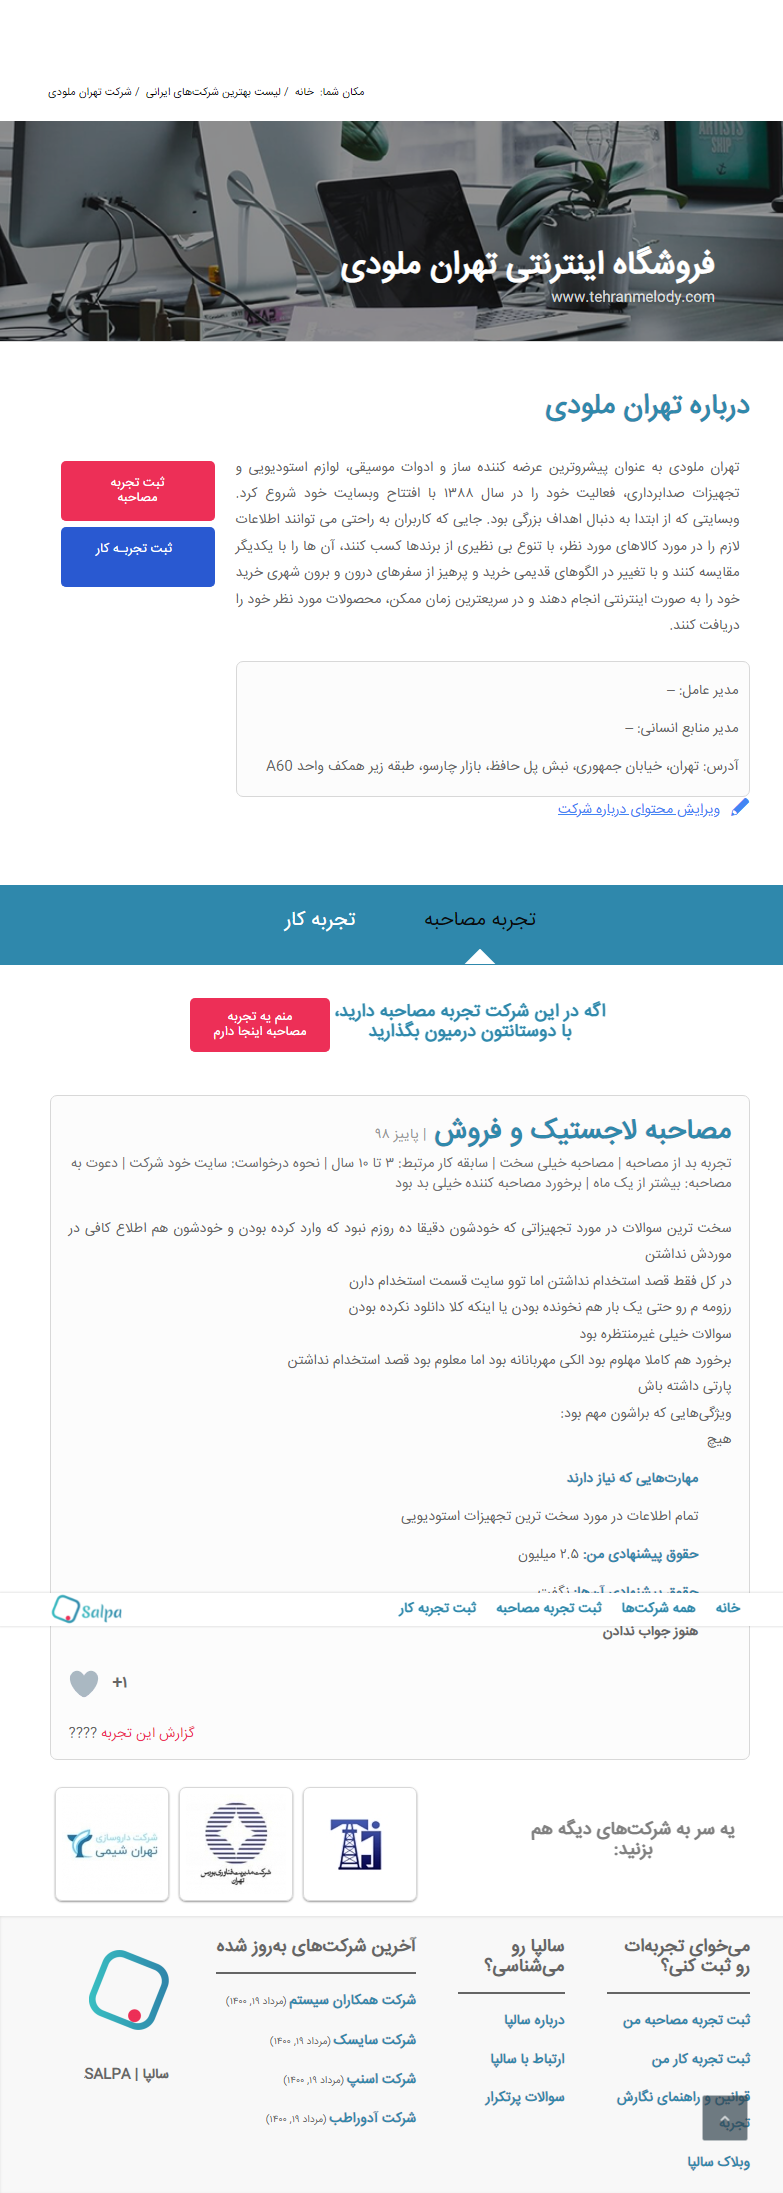 مکان شما: خانه / لیست بهترین شرکت‌های ایرانی / شرکت تهران ملودی
ARTISTS
SHIP
فروشگاه اینترنتی تهران ملودی
www.tehranmelody.com
درباره تهران ملودی
تهران ملودی به عنوان پیشروترین عرضه کننده ساز و ادوات موسیقی، لوازم استودیویی و
تجهیزات صدابرداری، فعالیت خود را در سال ۱۳۸۸ با افتتاح وبسایت خود شروع کرد.
وبسایتی که از ابتدا به دنبال اهداف بزرگی بود. جایی که کاربران به راحتی می توانند اطلاعات
لازم را در مورد کالاهای مورد نظر، با تنوع بی نظیری از برندها کسب کنند، آن ها را با یکدیگر
مقایسه کنند و با تغییر در الگوهای قدیمی خرید و پرهیز از سفرهای درون و برون شهری خرید
خود را به صورت اینترنتی انجام دهند و در سریعترین زمان ممکن، محصولات مورد نظر خود را
دریافت کنند.
ثبت تجربه
مصاحبه
ثبت تجربـه کار
مدیر عامل: –
مدیر منابع انسانی: –
آدرس: تهران، خیابان جمهوری، نبش پل حافظ، بازار چارسو، طبقه زیر همکف واحد A60
ویرایش محتوای درباره شرکت
تجربه مصاحبه
تجربه کار
اگه در این شرکت تجربه مصاحبه دارید،
با دوستانتون درمیون بگذارید
منم یه تجربه
مصاحبه اینجا دارم
مصاحبه لاجستیک و فروش | پاییز ۹۸
تجربه بد از مصاحبه | مصاحبه خیلی سخت | سابقه کار مرتبط: ۳ تا ۱۰ سال | نحوه درخواست: سایت خود شرکت | دعوت به
مصاحبه: بیشتر از یک ماه | برخورد مصاحبه کننده خیلی بد بود
سخت ترین سوالات در مورد تجهیزاتی که خودشون دقیقا ده روزم نبود که وارد کرده بودن و خودشون هم اطلاع کافی در
موردش نداشتن
در کل فقط قصد استخدام نداشتن اما توو سایت قسمت استخدام دارن
رزومه م رو حتی یک بار هم نخونده بودن یا اینکه کلا دانلود نکرده بودن
سوالات خیلی غیرمنتظره بود
برخورد هم کاملا مهلوم بود الکی مهربانانه بود اما معلوم بود قصد استخدام نداشتن
پارتی داشته باش
ویژگی‌هایی که براشون مهم بود:
هیچ
مهارت‌هایی که نیاز دارند
تمام اطلاعات در مورد سخت ترین تجهیزات استودیویی
حقوق پیشنهادی من: ۲.۵ میلیون
حقوق پیشنهادی آن‌ها: نگفت
خانه
همه شرکت‌ها
ثبت تجربه مصاحبه
ثبت تجربه کار
Salpa
هنوز جواب ندادن
+۱
گزارش این تجربه ????
یه سر به شرکت‌های دیگه هم
بزنید:
Tj
شرکت مدیریت فناوری بورس
تهران
شرکت داروسازی
تهران شیمی
می‌خوای تجربه‌ات
رو ثبت کنی؟
ثبت تجربه مصاحبه من
ثبت تجربه کار من
قوانین و راهنمای نگارش
تجربه
وبلاک سالپا
سالپا رو
می‌شناسی؟
درباره سالپا
ارتباط با سالپا
سوالات پرتکرار
آخرین شرکت‌های به‌روز شده
شرکت همکاران سیستم (مرداد ۱۹, ۱۴۰۰)
شرکت سایسک (مرداد ۱۹, ۱۴۰۰)
شرکت اسنپ (مرداد ۱۹, ۱۴۰۰)
شرکت آدوراطب (مرداد ۱۹, ۱۴۰۰)
سالپا | SALPA